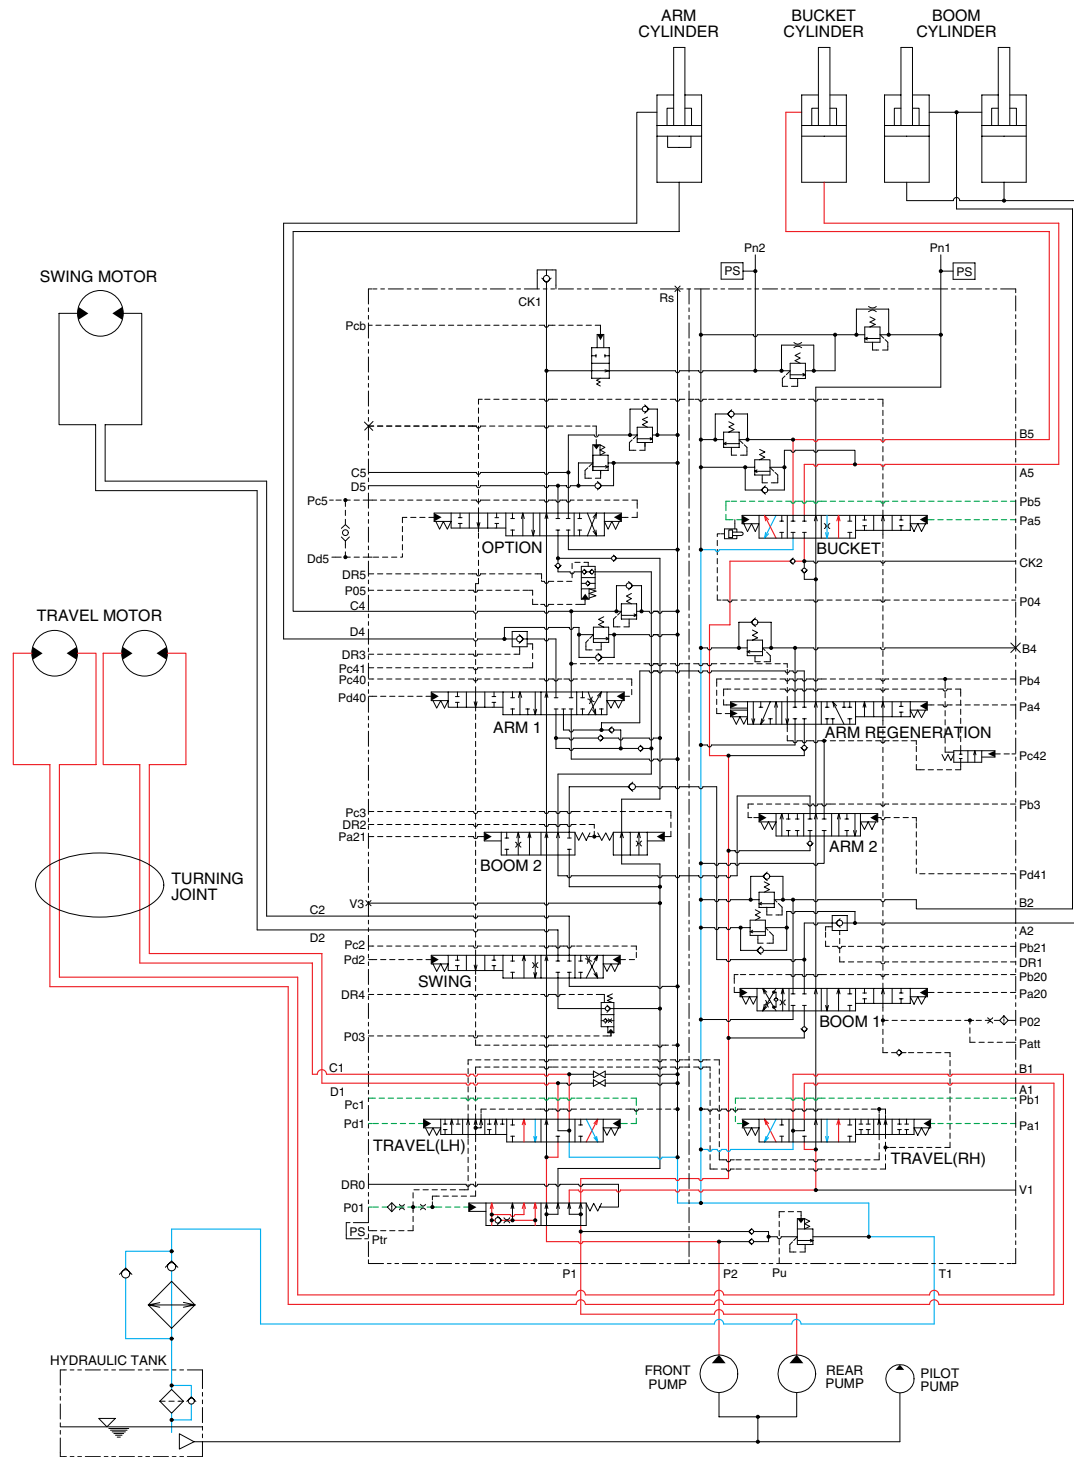 ARM
CYLINDER
BUCKET
CYLINDER
BOOM
CYLINDER
Pn2
Pn1
PS
PS
SWING MOTOR
CK1
Rs
Pcb
B5
C5
A5
D5
Pc5
Pb5
Pa5
OPTION
BUCKET
Dd5
CK2
DR5
P05
P04
C4
TRAVEL MOTOR
D4
B4
DR3
Pc41
Pc40
Pb4
Pd40
Pa4
ARM 1
ARM REGENERATION
Pc42
Pc3
Pb3
DR2
Pa21
ARM 2
BOOM 2
TURNING
JOINT
Pd41
V3
B2
C2
A2
D2
Pc2
Pb21
Pd2
DR1
SWING
Pb20
DR4
Pa20
BOOM 1
P03
P02
Patt
C1
B1
D1
A1
Pc1
Pb1
Pd1
Pa1
TRAVEL(LH)
TRAVEL(RH)
DR0
V1
P01
PS
Ptr
P1
P2
Pu
T1
HYDRAULIC TANK
FRONT
PUMP
REAR
PUMP
PILOT
PUMP